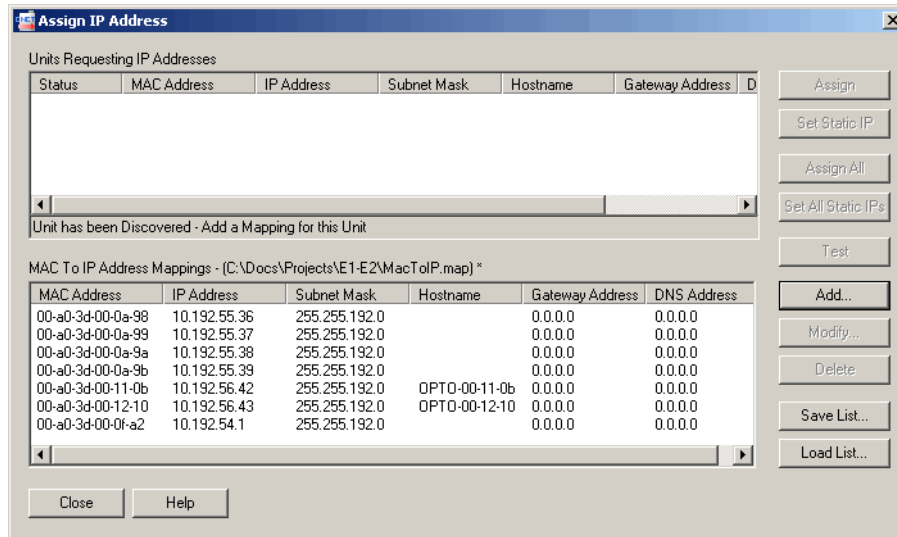 Assign IP Address
Units Requesting IP Addresses
Status MAC Address IP Address Subnet Mask Hostname Gateway Address D
Assign
Set Static IP
Assign All
Set All Static IPs
Unit has been Discovered - Add a Mapping for this Unit
Test
MAC To IP Address Mappings - (C:\Docs\Projects\E1-E2\MacToIP.map) *
MAC Address IP Address Subnet Mask Hostname Gateway Address DNS Address
00-a0-3d-00-0a-98 10.192.55.36 255.255.192.0 0.0.0.0 0.0.0.0
00-a0-3d-00-0a-99 10.192.55.37 255.255.192.0 0.0.0.0 0.0.0.0
00-a0-3d-00-0a-9a 10.192.55.38 255.255.192.0 0.0.0.0 0.0.0.0
00-a0-3d-00-0a-9b 10.192.55.39 255.255.192.0 0.0.0.0 0.0.0.0
00-a0-3d-00-11-0b 10.192.56.42 255.255.192.0 OPTO-00-11-0b 0.0.0.0 0.0.0.0
00-a0-3d-00-12-10 10.192.56.43 255.255.192.0 OPTO-00-12-10 0.0.0.0 0.0.0.0
00-a0-3d-00-0f-a2 10.192.54.1 255.255.192.0 0.0.0.0 0.0.0.0
Add...
Modify...
Delete
Save List...
Load List...
Close Help